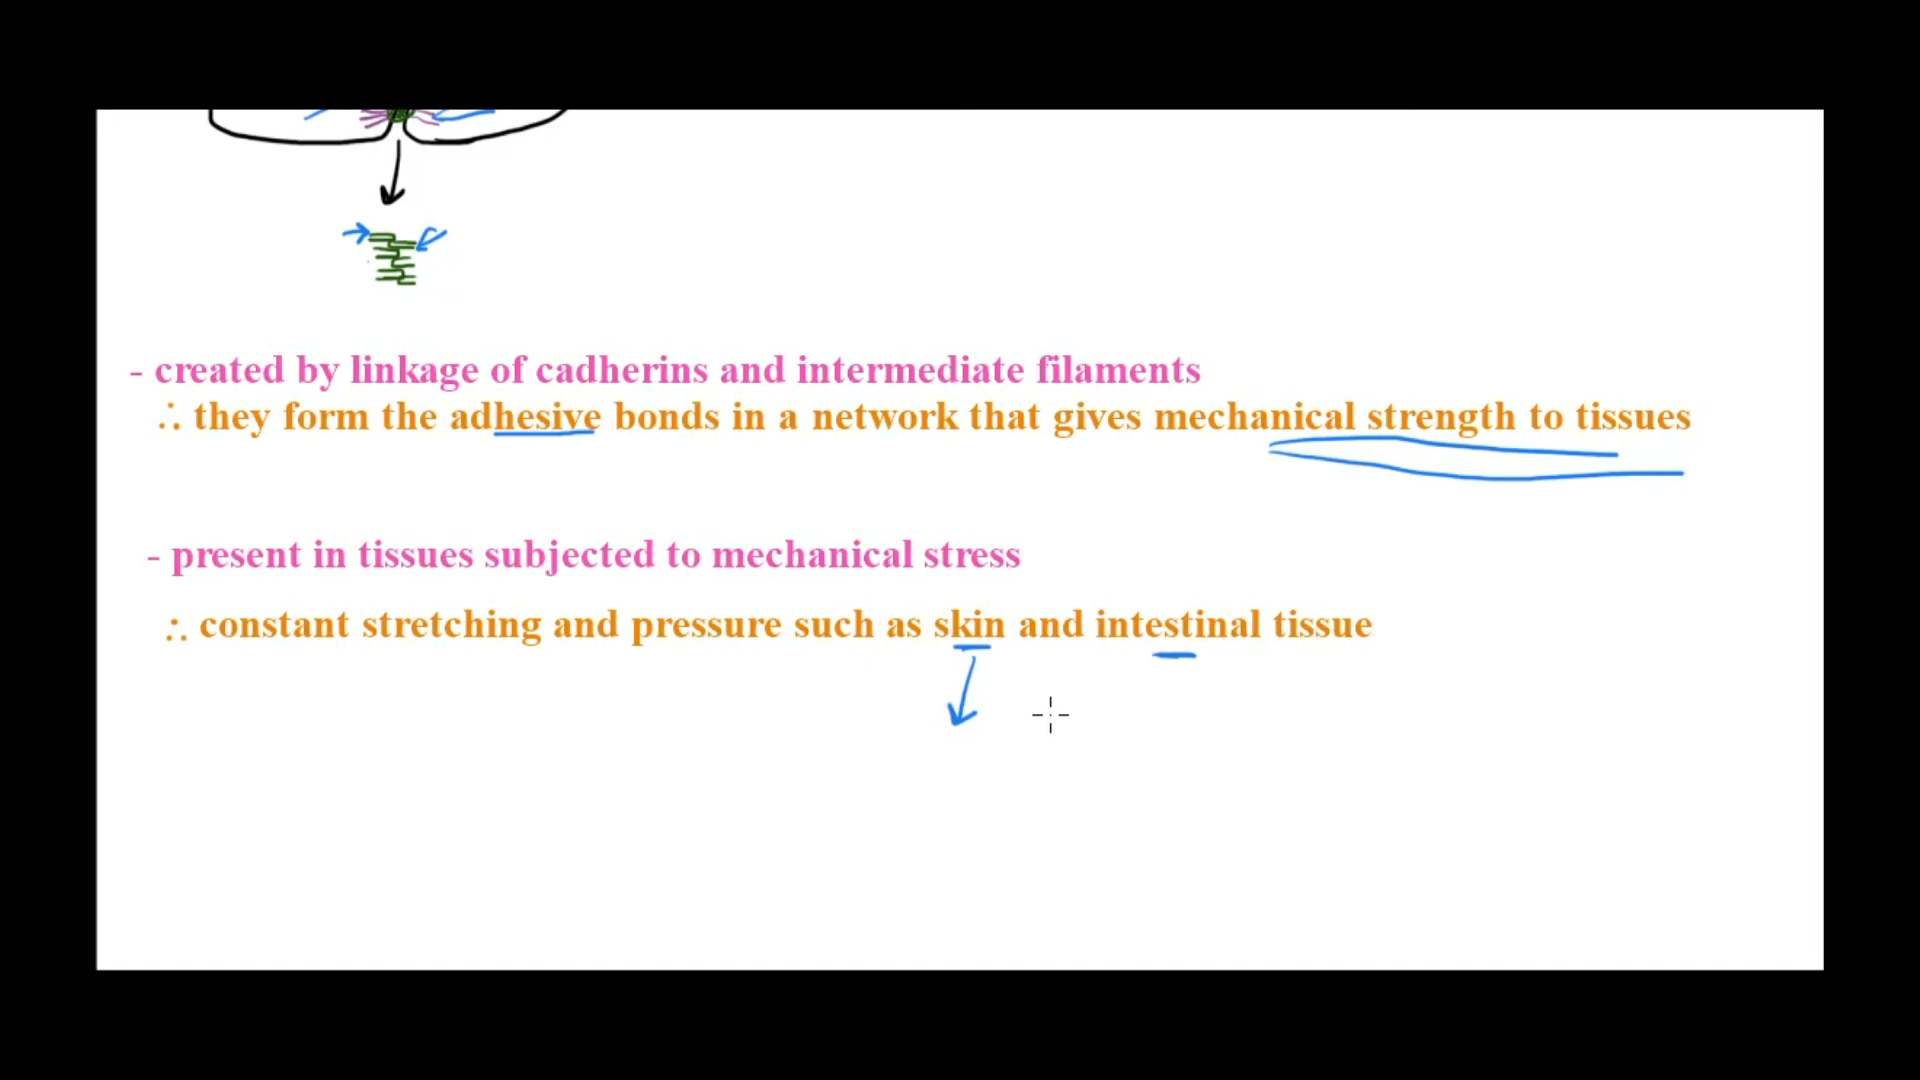 - created by linkage of cadherins and intermediate filaments
∴ they form the adhesive bonds in a network that gives mechanical strength to tissues
- present in tissues subjected to mechanical stress
∴ constant stretching and pressure such as skin and intestinal tissue